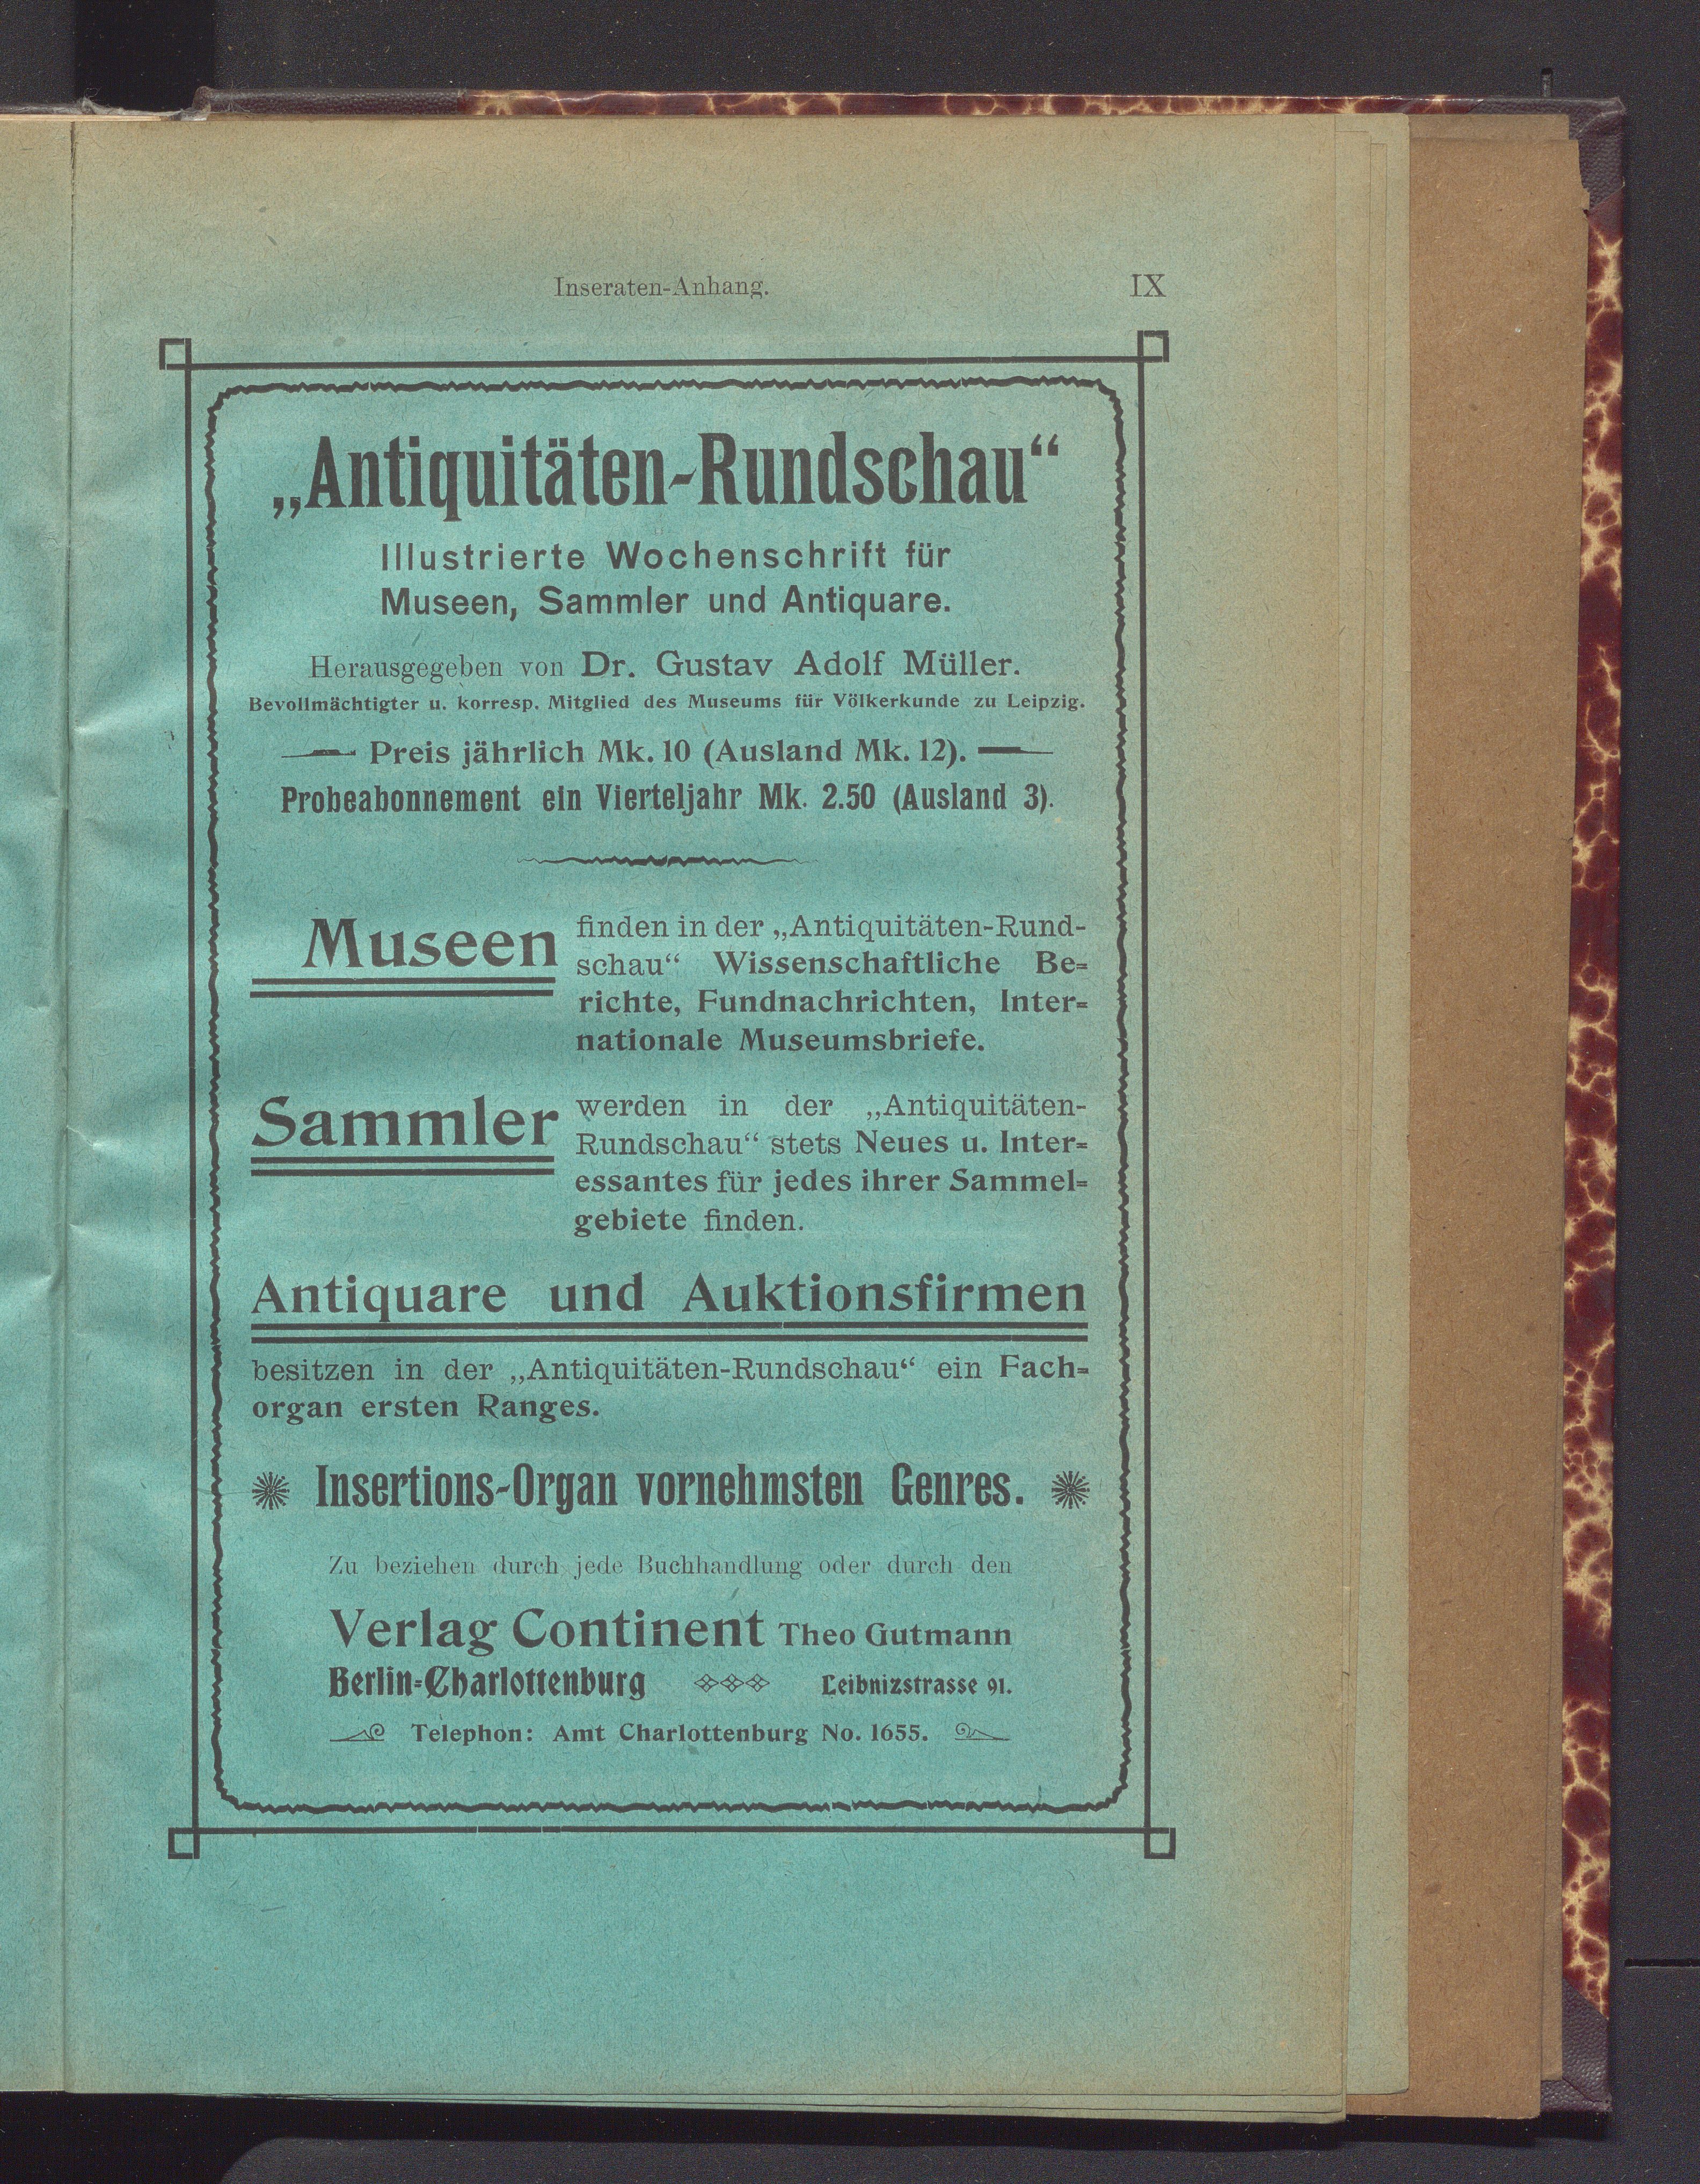 Inseraten-Anhang. IX
„Antiquitäten-Rundschau“
Illustrierte Wochenschrift für
Museen, Sammler und Antiquare.
Herausgegeben von Dr. Gustav Adolf Müller.
Bevollmächtigter u. korresp. Mitglied des Museums für Völkerkunde zu Leipzig.
Preis jährlich Mk. 10 (Ausland Mk. 12).
Probeabonnement ein Vierteljahr Mk. 2.50 (Ausland 3).
Museen finden in der „Antiquitäten-Rund-
schau“ Wissenschaftliche Be-
richte, Fundnachrichten, Inter-
nationale Museumsbriefe.
Sammler werden in der „Antiquitäten-
Rundschau“ stets Neues u. Inter-
essantes für jedes ihrer Sammel-
gebiete finden.
Antiquare und Auktionsfirmen
besitzen in der „Antiquitäten-Rundschau“ ein Fach-
organ ersten Ranges.
Insertions-Organ vornehmsten Genres.
Zu beziehen durch jede Buchhandlung oder durch den
Verlag Continent Theo Gutmann
Berlin-Charlottenburg Leibnizstrasse 91.
Telephon: Amt Charlottenburg No. 1655.